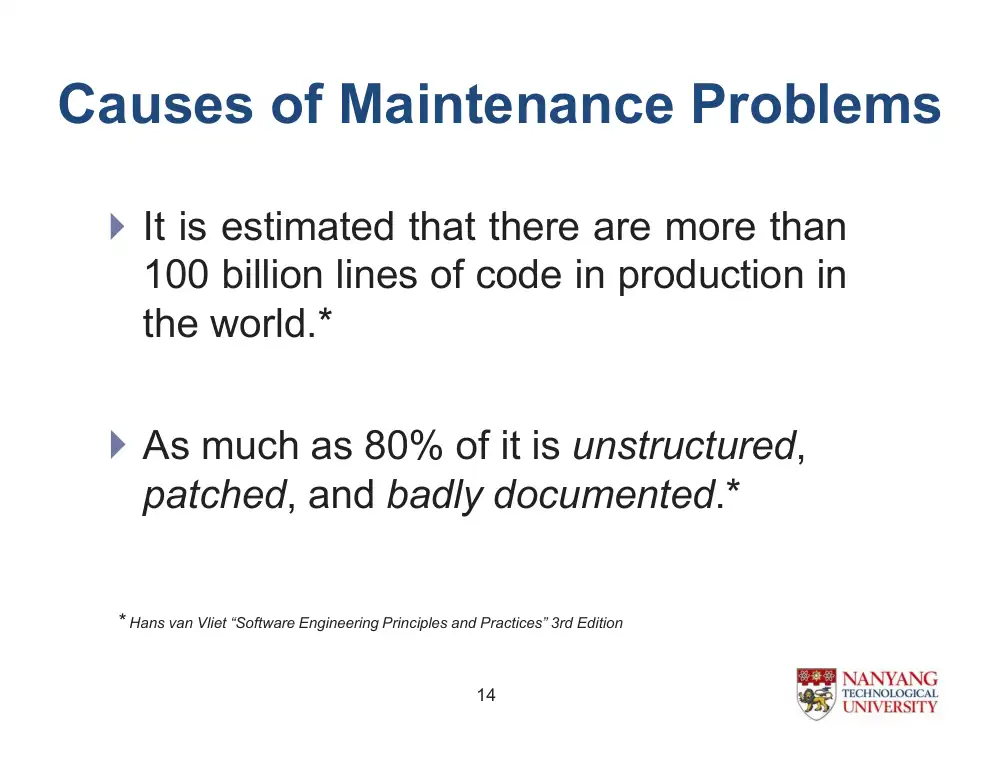 Causes of Maintenance Problems
It is estimated that there are more than
100 billion lines of code in production in
the world.*
As much as 80% of it is unstructured,
patched, and badly documented.*
* Hans van Vliet “Software Engineering Principles and Practices” 3rd Edition
14
NANYANG
TECHNOLOGICAL
UNIVERSITY